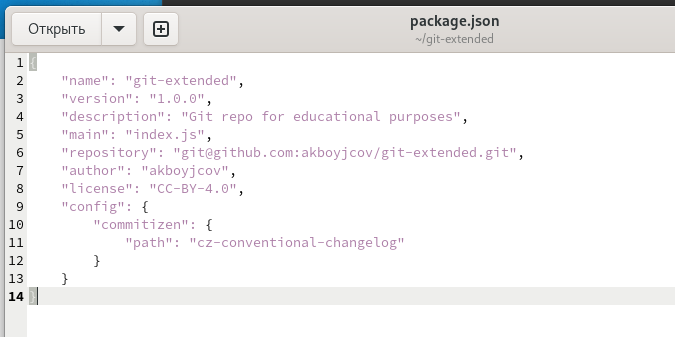 Открыть
package.json
~/git-extended
1 {
2     "name": "git-extended",
3     "version": "1.0.0",
4     "description": "Git repo for educational purposes",
5     "main": "index.js",
6     "repository": "git@github.com:akboyjcov/git-extended.git",
7     "author": "akboyjcov",
8     "license": "CC-BY-4.0",
9     "config": {
10         "commitizen": {
11             "path": "cz-conventional-changelog"
12         }
13     }
14 }